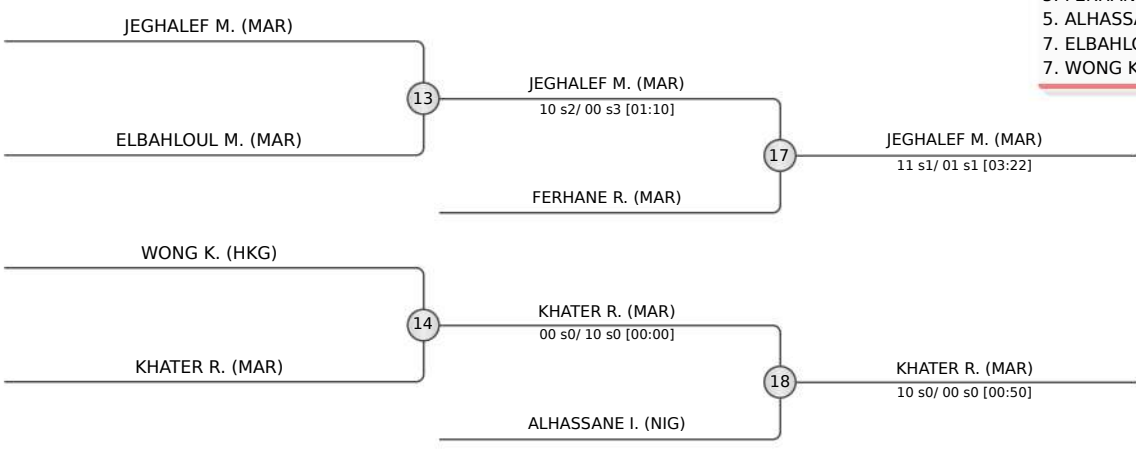 JEGHALEF M. (MAR)
13
ELBAHLOUL M. (MAR)
JEGHALEF M. (MAR)
10 s2/ 00 s3 [01:10]
17
FERHANE R. (MAR)
JEGHALEF M. (MAR)
11 s1/ 01 s1 [03:22]
WONG K. (HKG)
14
KHATER R. (MAR)
KHATER R. (MAR)
00 s0/ 10 s0 [00:00]
18
ALHASSANE I. (NIG)
KHATER R. (MAR)
10 s0/ 00 s0 [00:50]
5. ALHASSA
7. ELBAHLO
7. WONG K